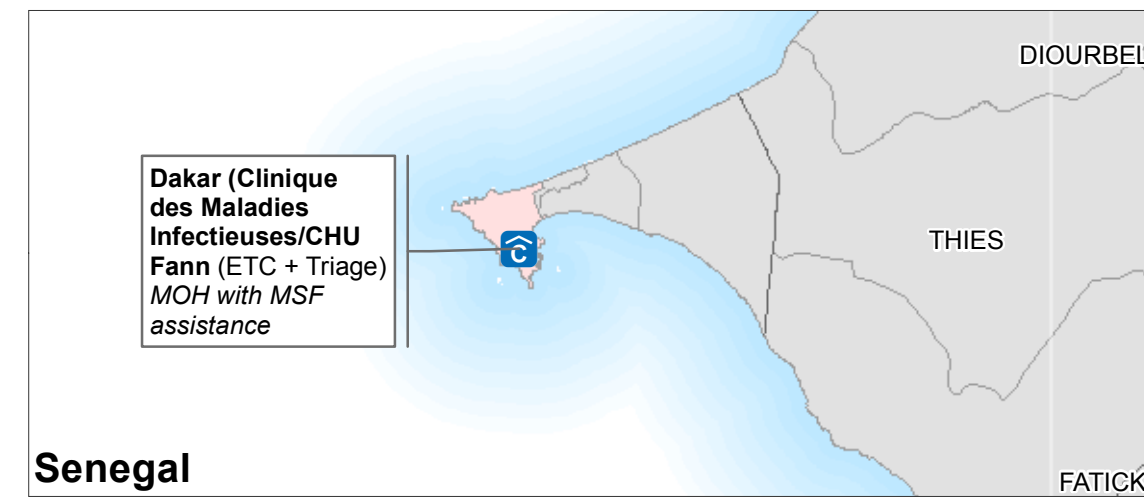 DIOURBEL
Dakar (Clinique
des Maladies
Infectieuses/CHU
Fann (ETC + Triage)
MOH with MSF
assistance
C
THIES
Senegal
FATICK